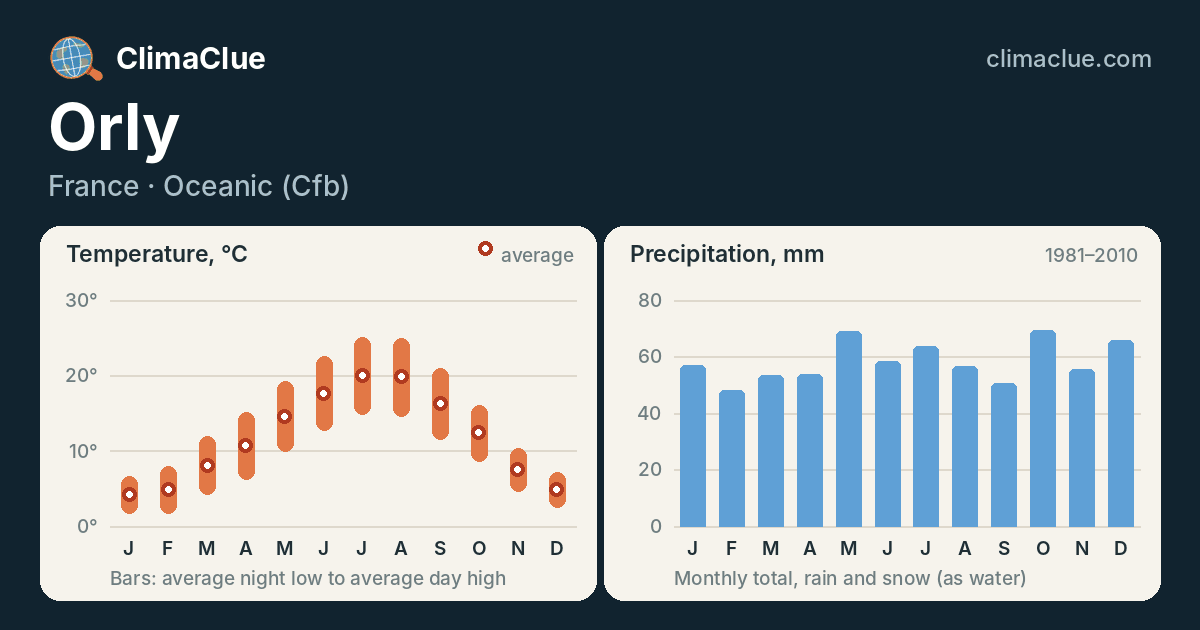 ClimaClue
climaclue.com
Orly
France · Oceanic (Cfb)
Temperature, °C
average
30°
20°
10°
0°
J F M A M J J A S O N D
Bars: average night low to average day high
Precipitation, mm
1981–2010
80
60
40
20
0
J F M A M J J A S O N D
Monthly total, rain and snow (as water)